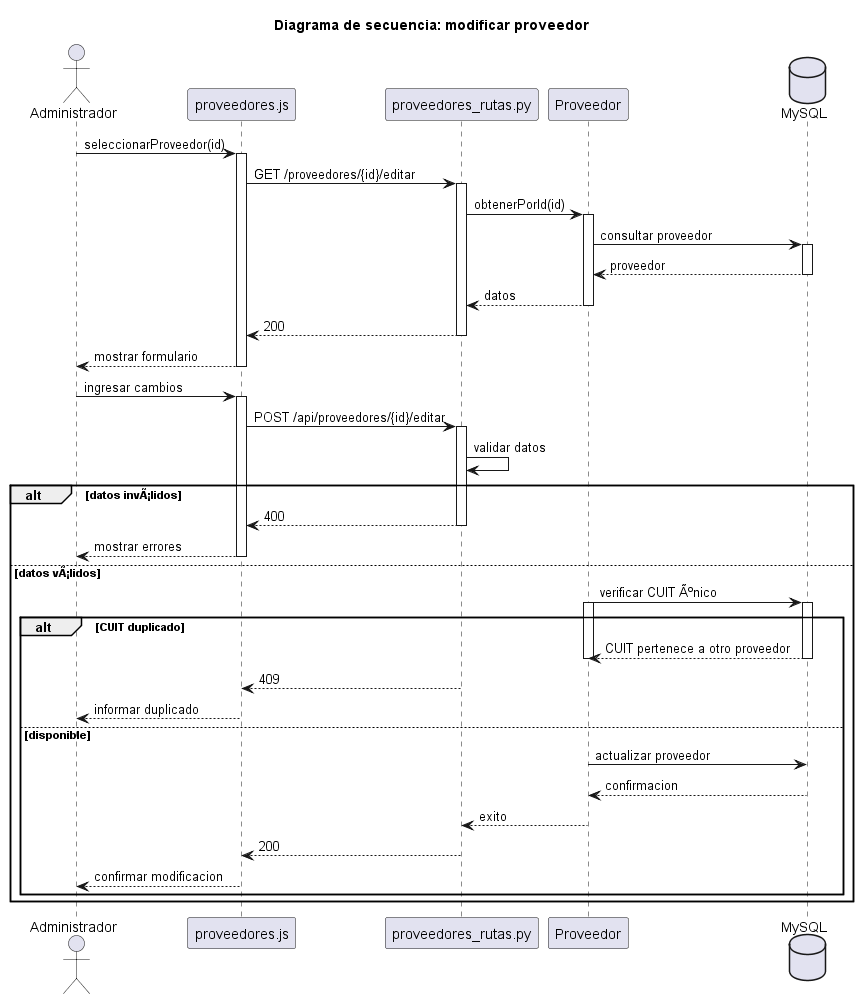 Diagrama de secuencia: modificar proveedor
Administrador
proveedores.js
proveedores_rutas.py
Proveedor
MySQL
seleccionarProveedor(id)
GET /proveedores/{id}/editar
obtenerPorId(id)
consultar proveedor
proveedor
datos
200
mostrar formulario
ingresar cambios
POST /api/proveedores/{id}/editar
validar datos
alt
[datos invÃ¡lidos]
400
mostrar errores
[datos vÃ¡lidos]
verificar CUIT Ãºnico
alt
[CUIT duplicado]
CUIT pertenece a otro proveedor
409
informar duplicado
[disponible]
actualizar proveedor
confirmacion
exito
200
confirmar modificacion
Administrador
proveedores.js
proveedores_rutas.py
Proveedor
MySQL